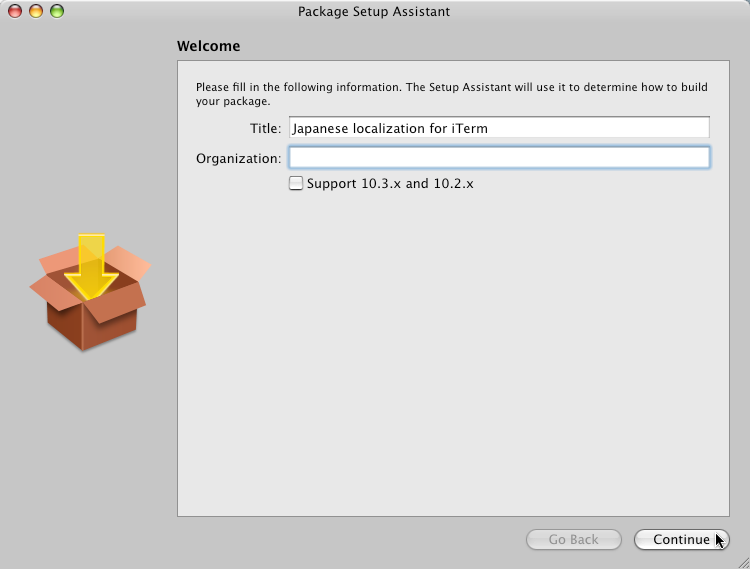 Package Setup Assistant
Welcome
Please fill in the following information. The Setup Assistant will use it to determine how to build
your package.
Title: Japanese localization for iTerm
Organization:
Support 10.3.x and 10.2.x
Go Back Continue